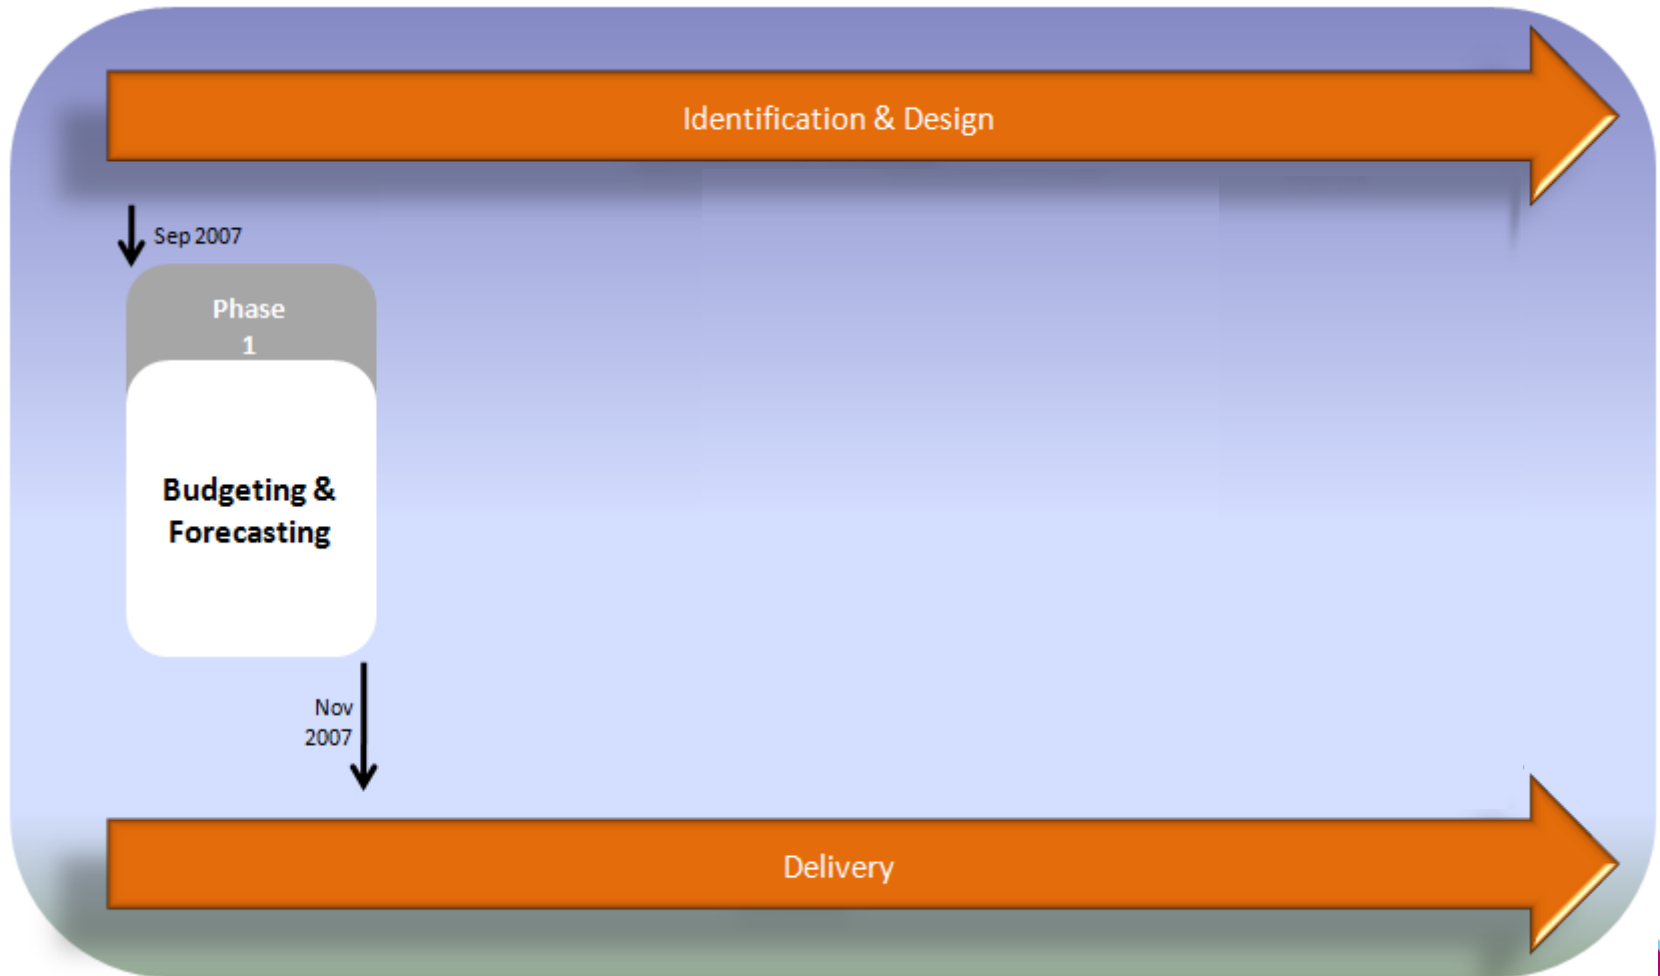 Identification & Design
Sep 2007
Phase
1
Budgeting &
Forecasting
Nov
2007
Delivery